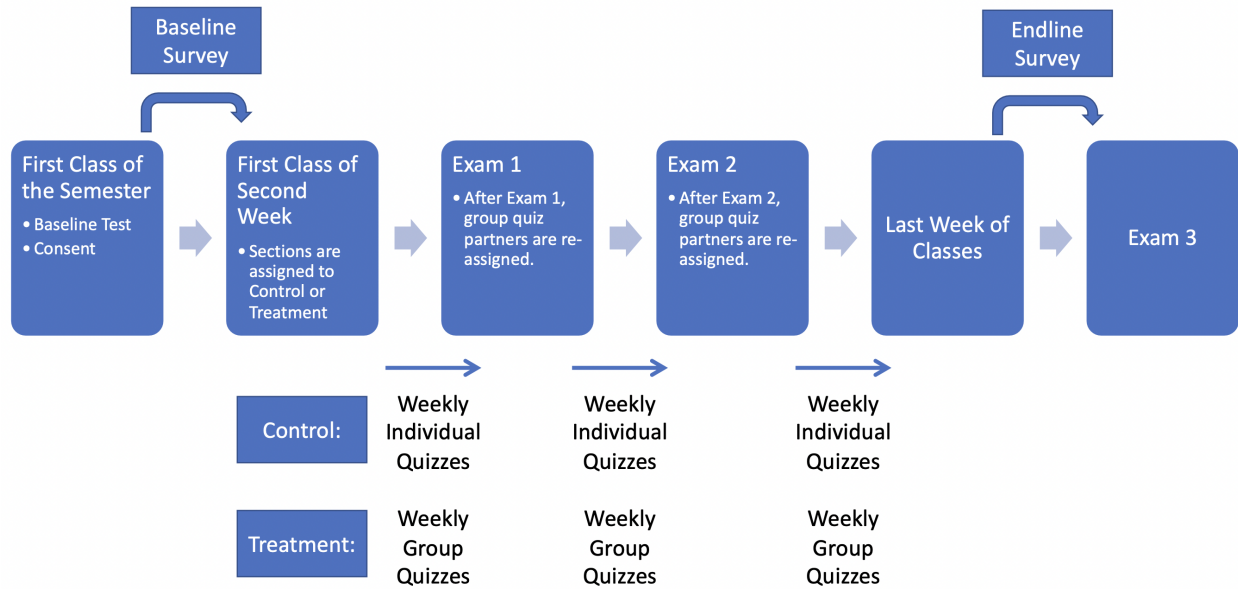 Baseline
Survey
Endline
Survey
First Class of
the Semester
• Baseline Test
• Consent
First Class of
Second
Week
• Sections are
assigned to
Control or
Treatment
Exam 1
• After Exam 1,
group quiz
partners are re-
assigned.
Exam 2
• After Exam 2,
group quiz
partners are re-
assigned.
Last Week of
Classes
Exam 3
Control:
Weekly
Individual
Quizzes
Weekly
Individual
Quizzes
Weekly
Individual
Quizzes
Treatment:
Weekly
Group
Quizzes
Weekly
Group
Quizzes
Weekly
Group
Quizzes